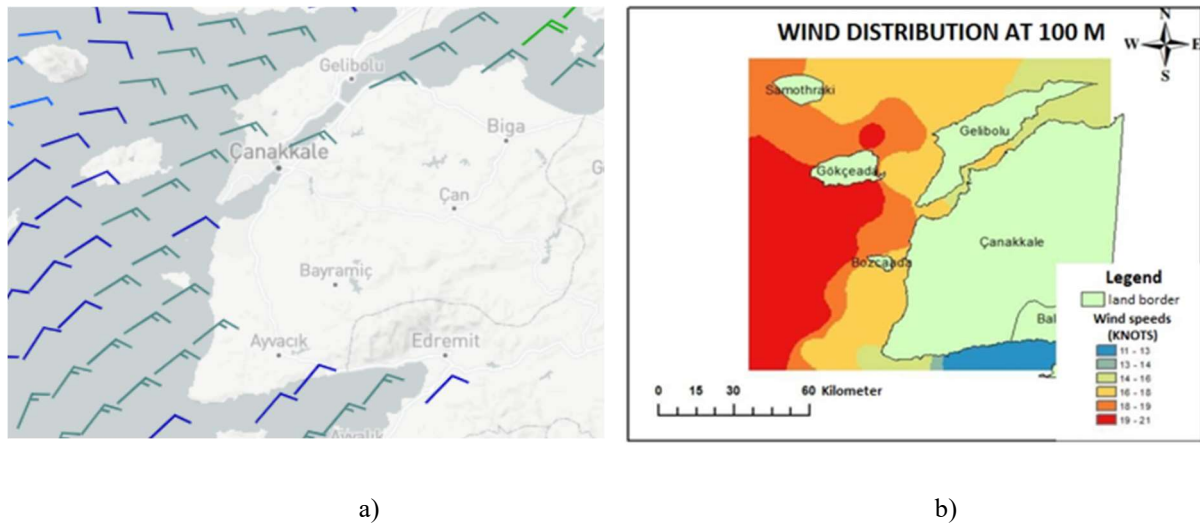 Gelibolu
Biga
Çanakkale
G
Çan
Bayramiç
Ayvacık
Edremit
Ayvalık
WIND DISTRIBUTION AT 100 M
N
W
E
S
Samothraki
Gelibolu
Gökçeada
Çanakkale
Bozcaada
Bal
Legend
land border
Wind speeds
(KNOTS)
11 - 13
13 - 14
14 - 16
16 - 18
18 - 19
19 - 21
0 15 30 60 Kilometer
a)
b)